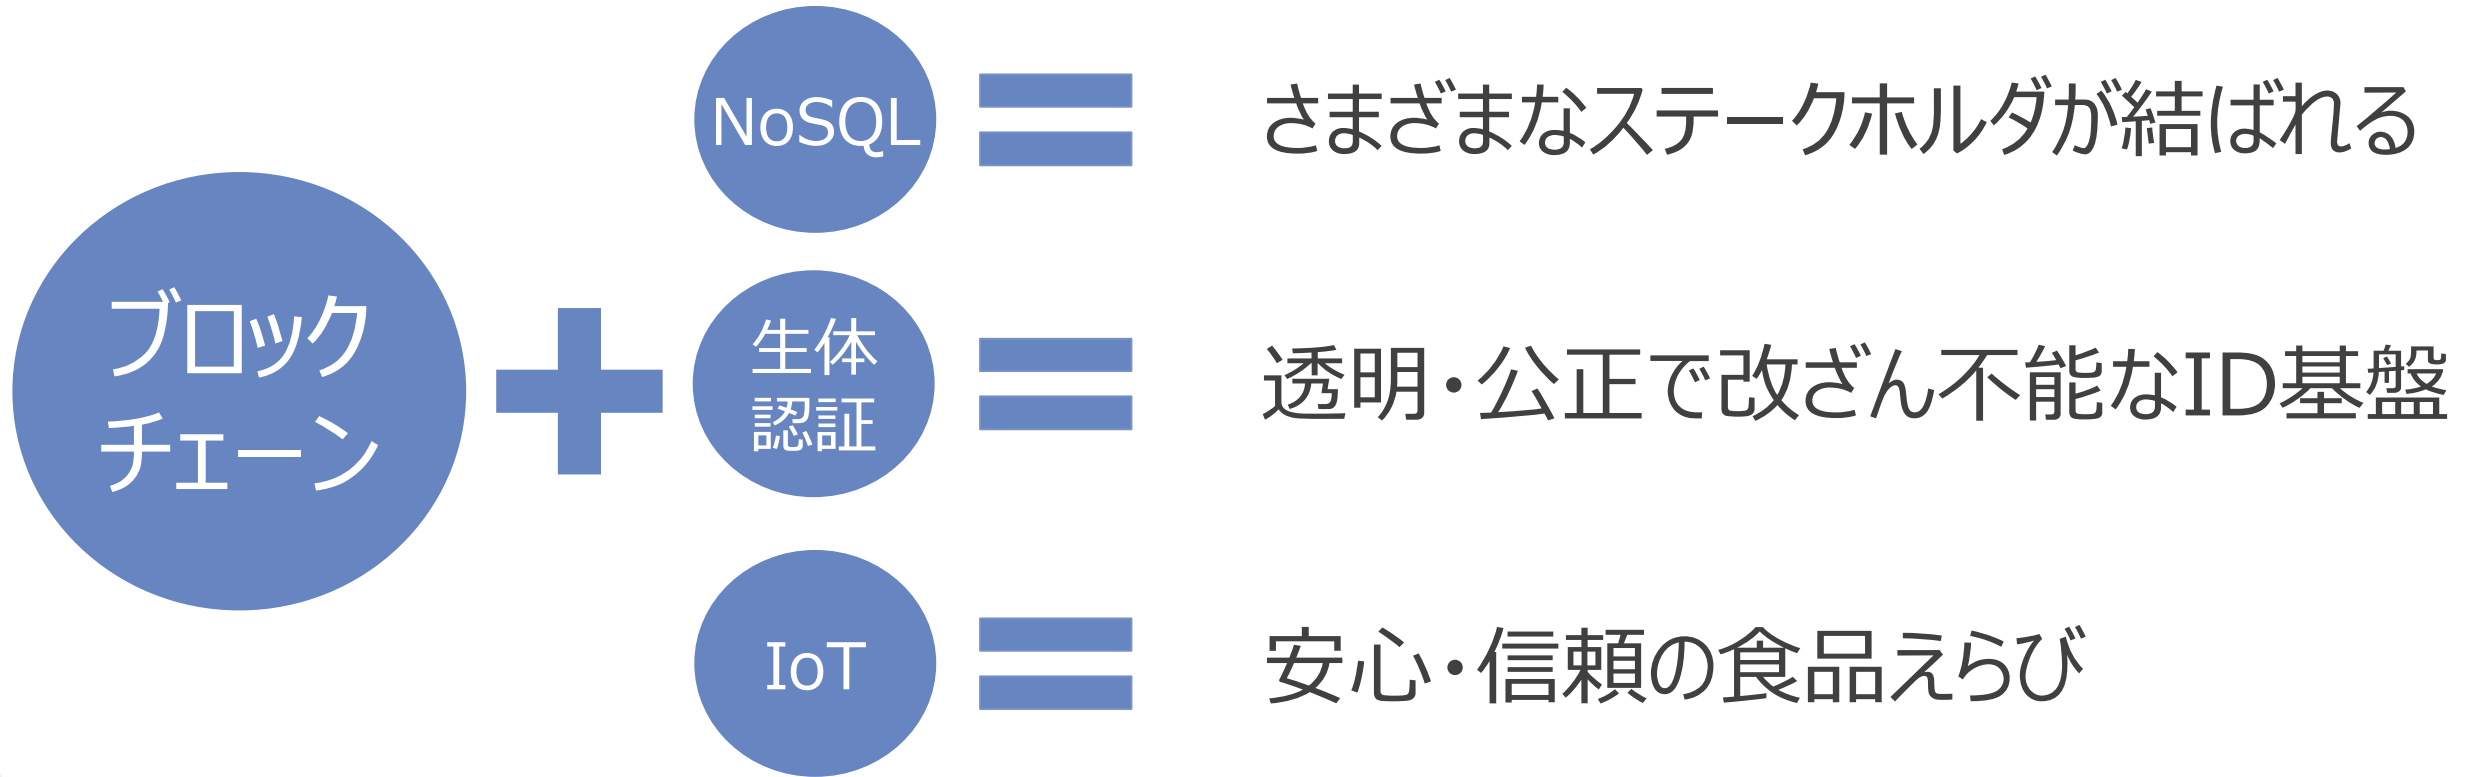 ブロック
チェーン
NoSQL
さまざまなステークホルダが結ばれる
生体
認証
透明・公正で改ざん不能なID基盤
IoT
安心・信頼の食品えらび